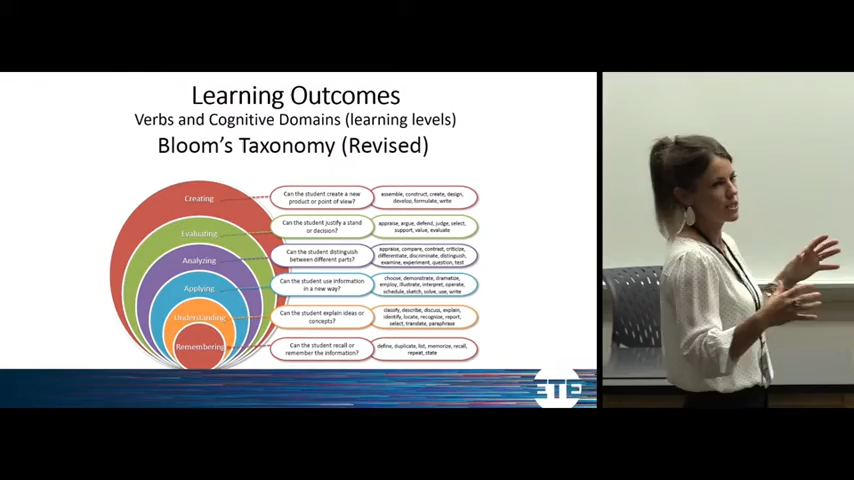 Learning Outcomes
Verbs and Cognitive Domains (learning levels)
Bloom's Taxonomy (Revised)
Creating
Can the student create a new
product or point of view?
assemble, construct, create, design,
develop, formulate, write
Evaluating
Can the student justify a stand
or decision?
appraise, argue, defend, judge, select,
support, value, evaluate
Analyzing
Can the student distinguish
between different parts?
appraise, compare, contrast, criticize,
differentiate, discriminate, distinguish,
examine, experiment, question, test
Applying
Can the student use information
in a new way?
choose, demonstrate, dramatize,
employ, illustrate, interpret, operate,
schedule, sketch, solve, use, write
Understanding
Can the student explain ideas or
concepts?
classify, describe, discuss, explain,
identify, locate, recognize, report,
select, translate, paraphrase
Remembering
Can the student recall or
remember the information?
define, duplicate, list, memorize, recall,
repeat, state
ETE